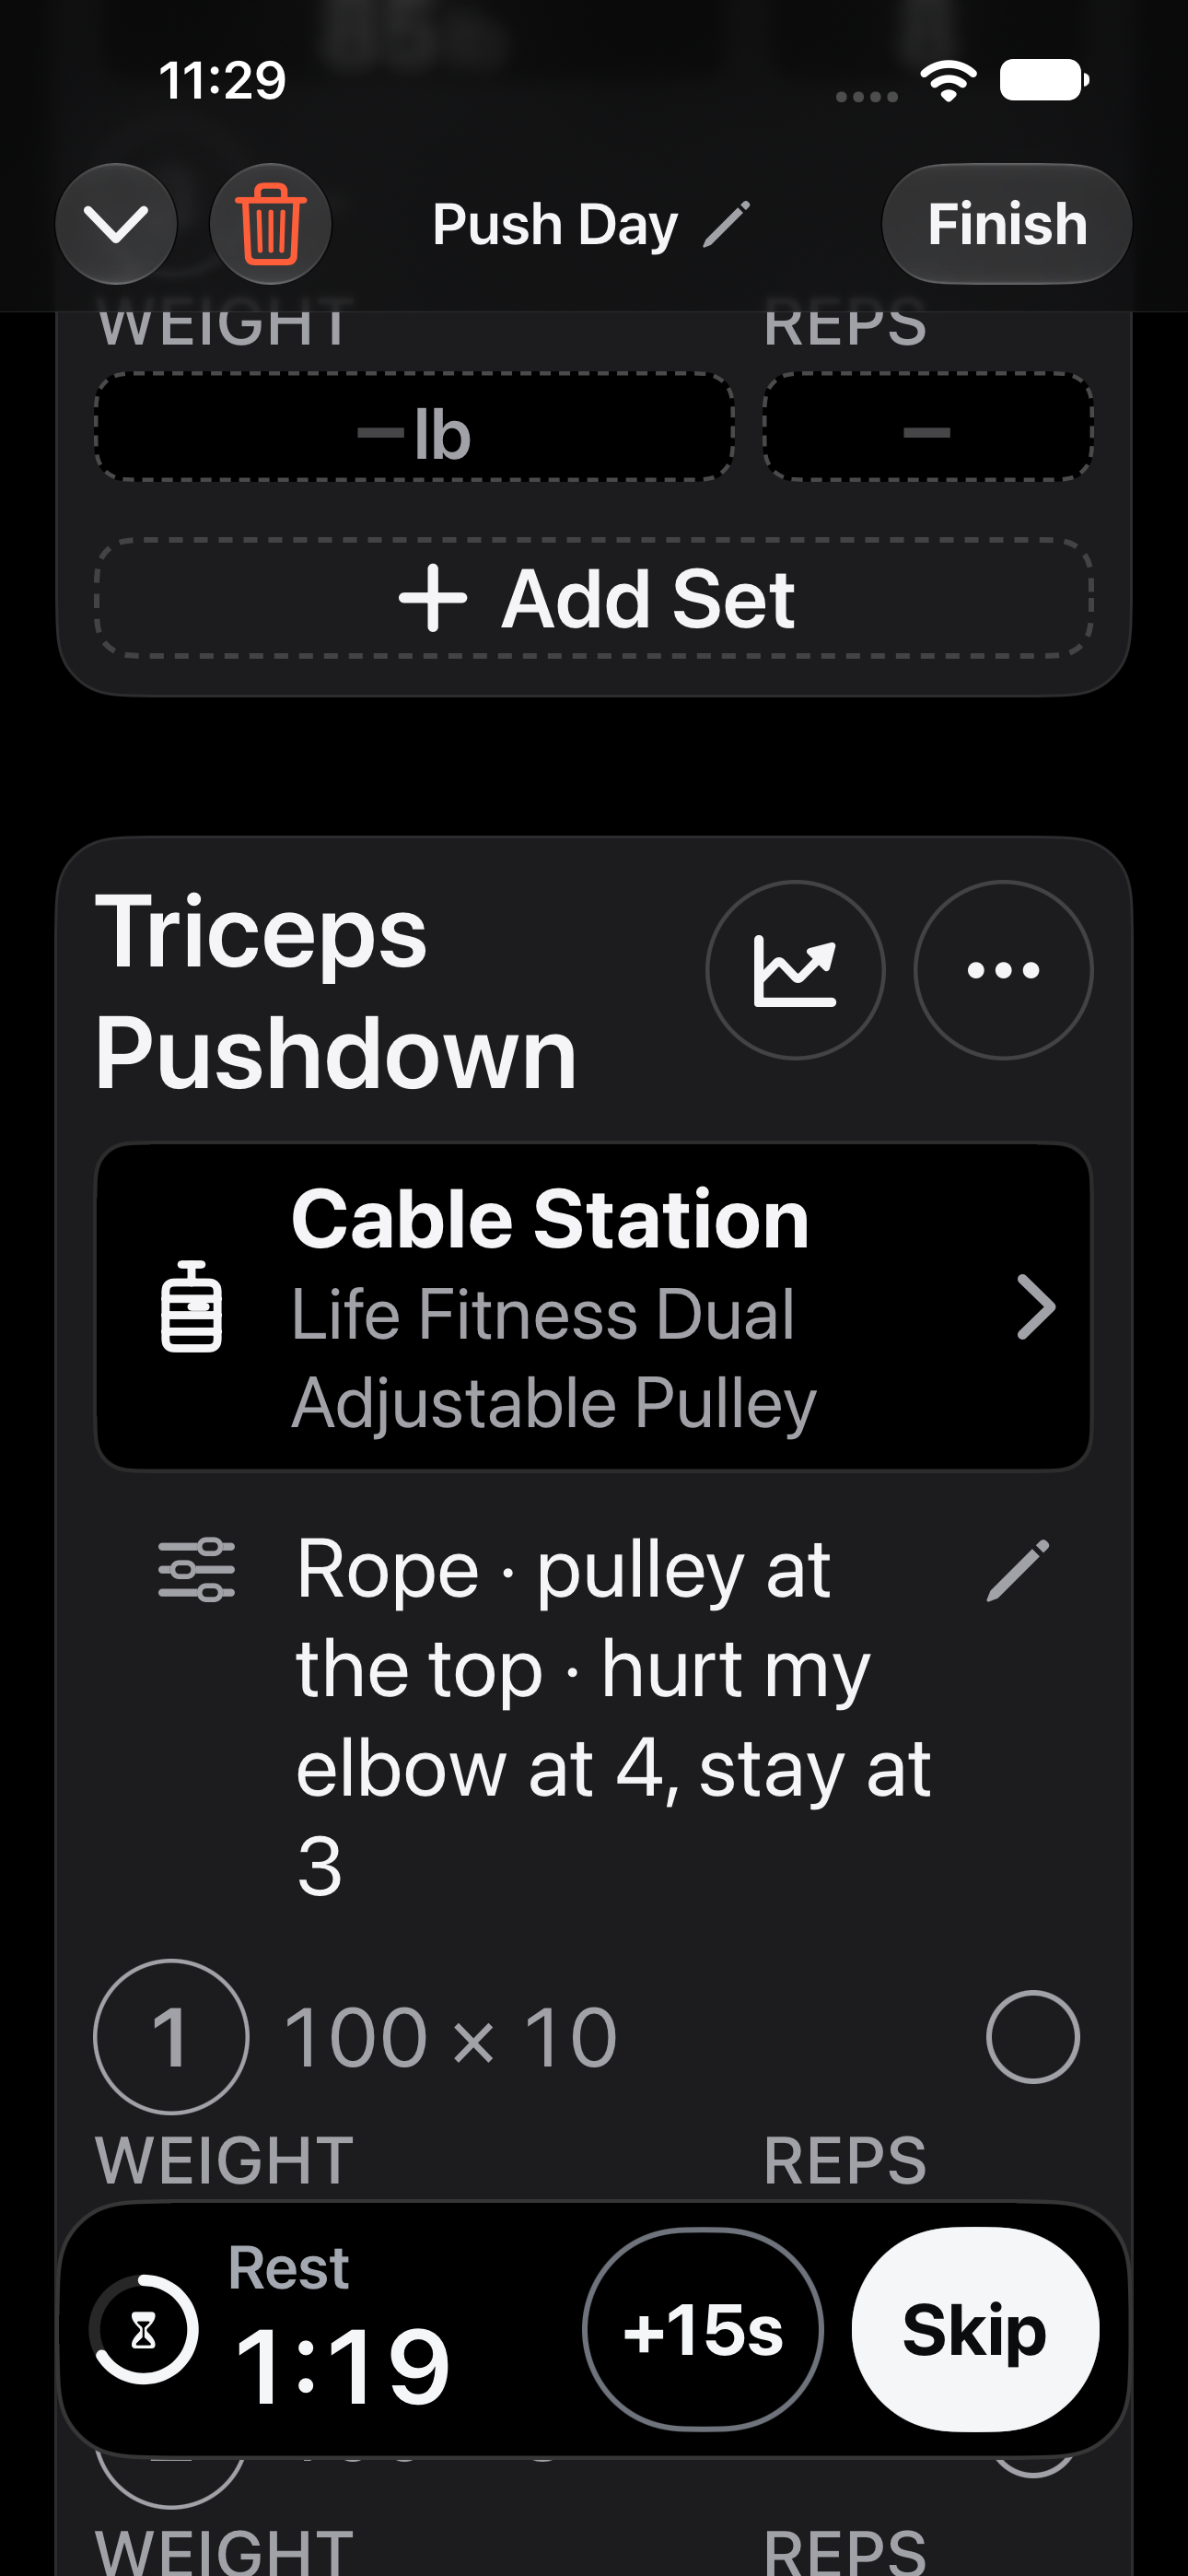 11:29
Push Day
Finish
WEIGHT REPS
– lb –
+ Add Set
Triceps
Pushdown
Cable Station
Life Fitness Dual
Adjustable Pulley
Rope · pulley at
the top · hurt my
elbow at 4, stay at
3
1 100 × 10
WEIGHT REPS
Rest
1:19
+15s
Skip
WEIGHT REPS